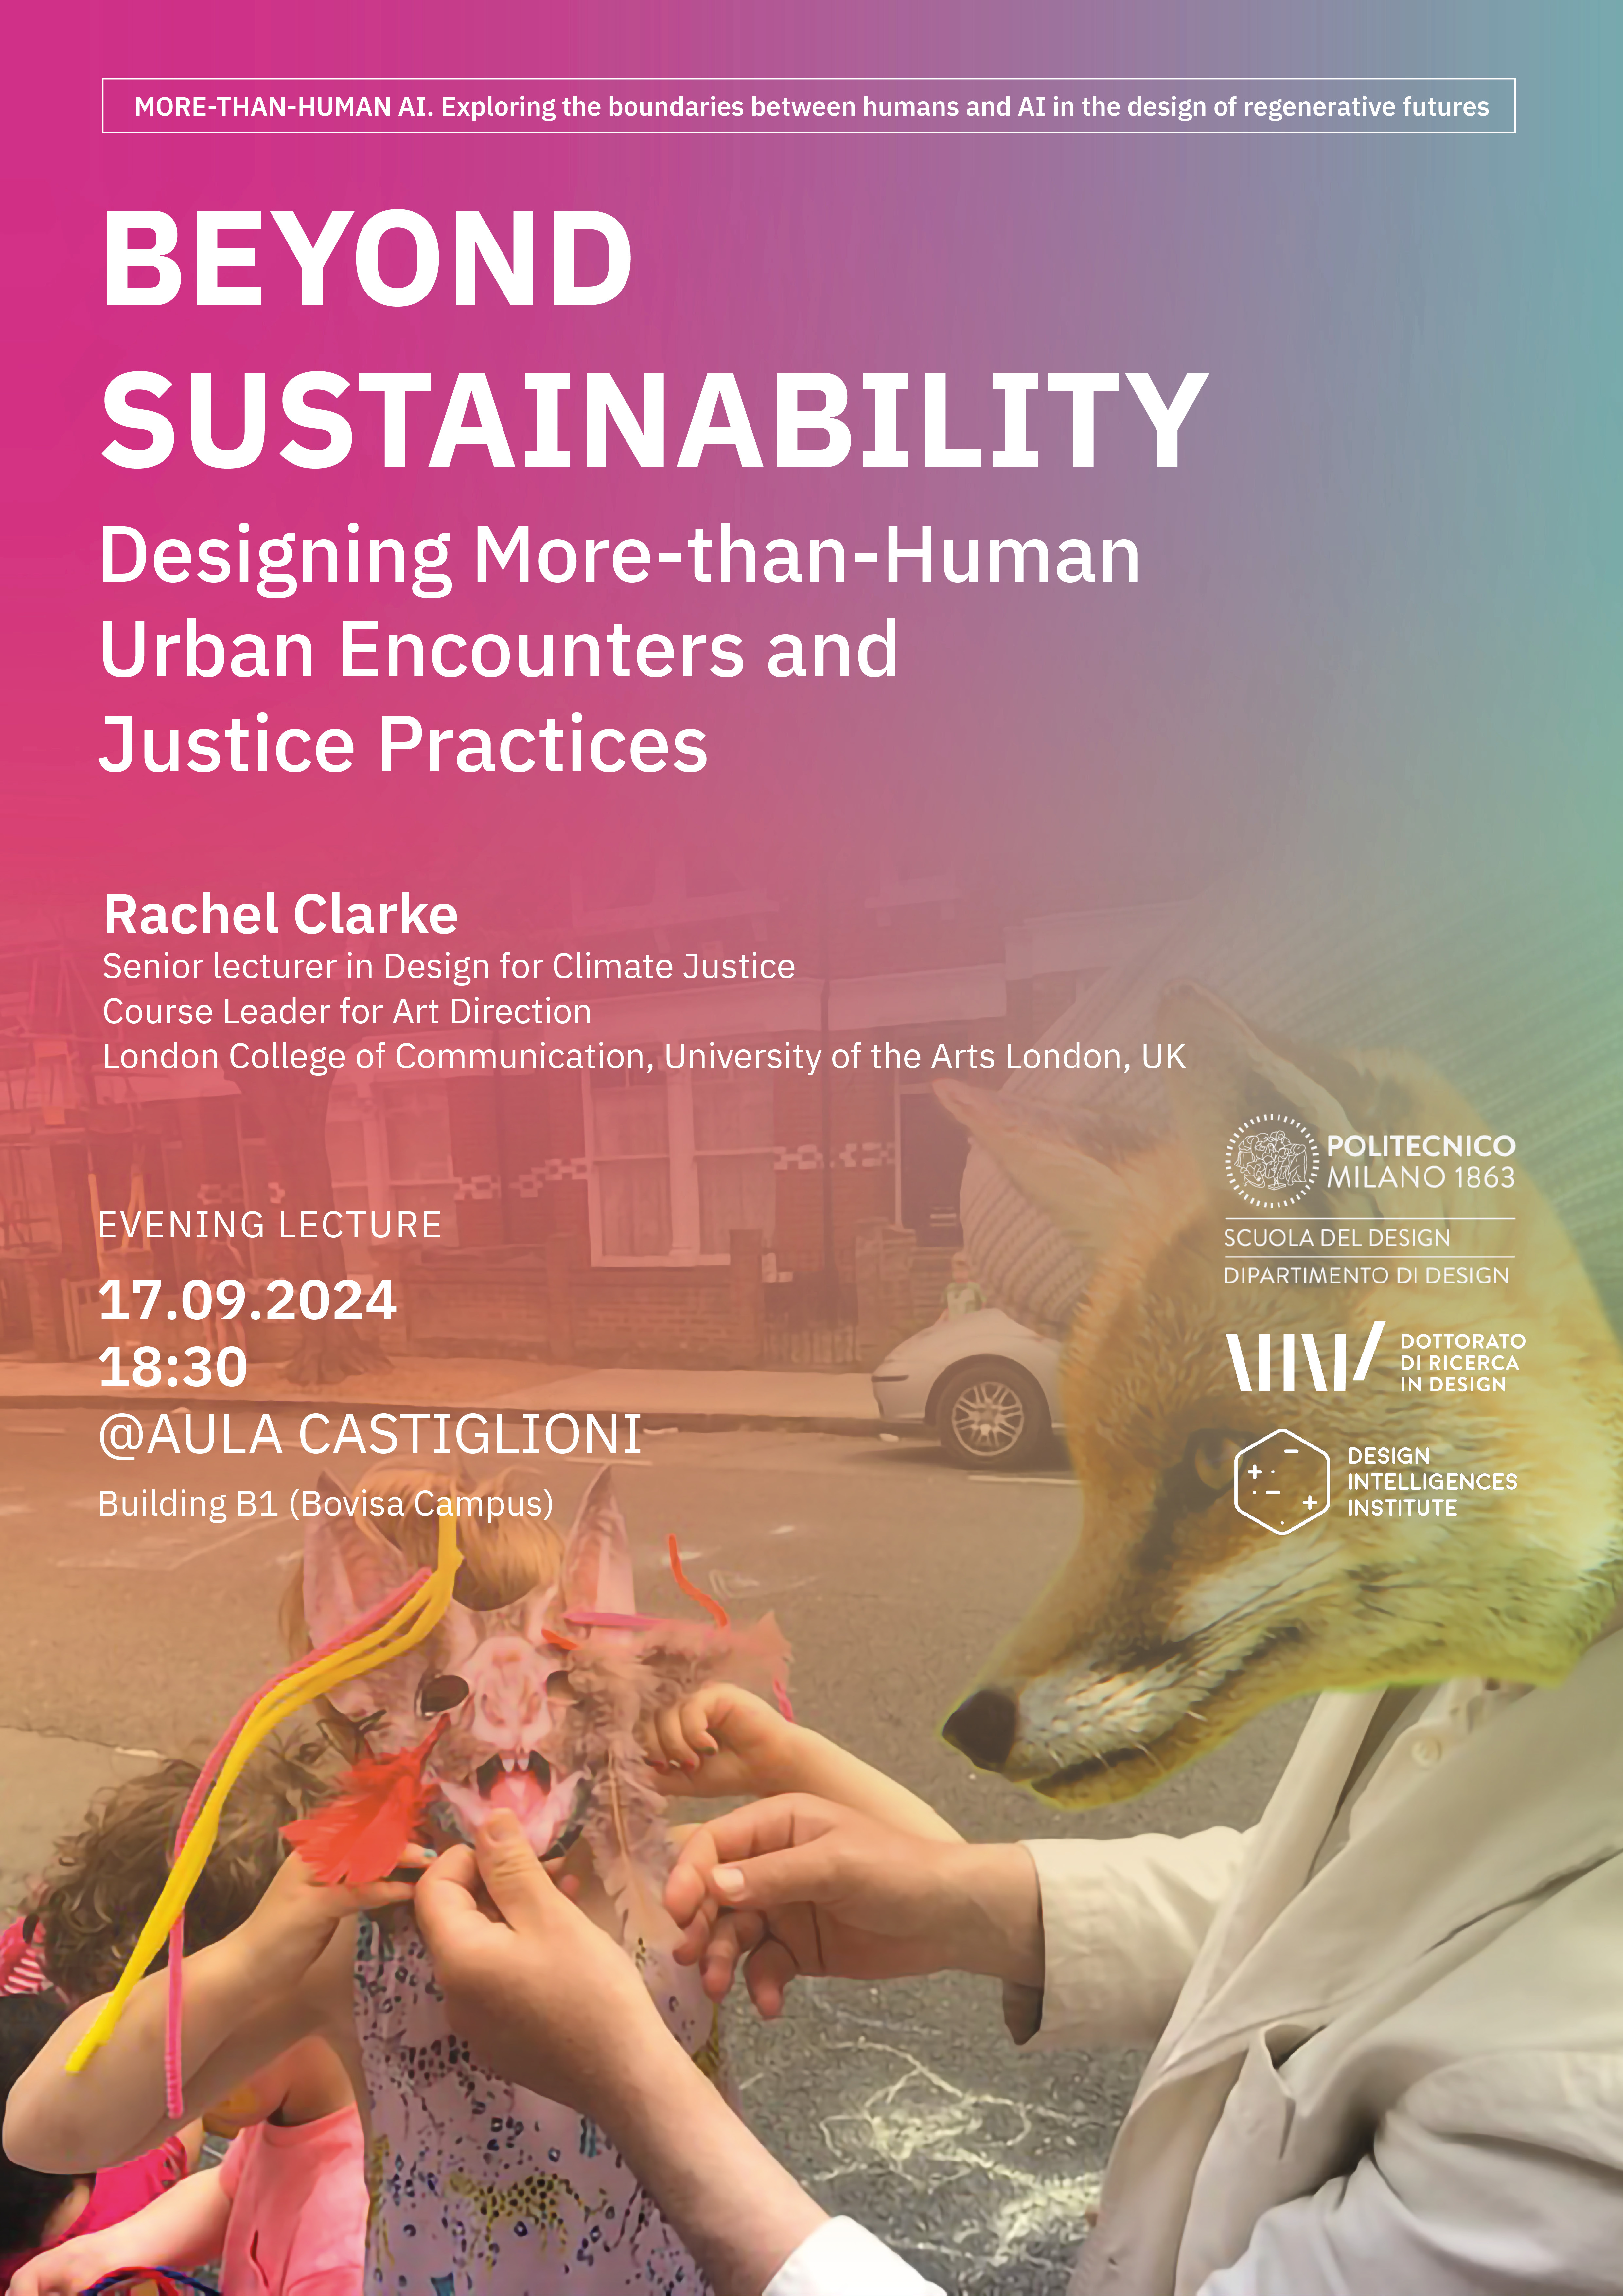 MORE-THAN-HUMAN AI. Exploring the boundaries between humans and AI in the design of regenerative futures
BEYOND
SUSTAINABILITY
Designing More-than-Human
Urban Encounters and
Justice Practices
Rachel Clarke
Senior lecturer in Design for Climate Justice
Course Leader for Art Direction
London College of Communication, University of the Arts London, UK
EVENING LECTURE
17.09.2024
18:30
@AULA CASTIGLIONI
Building B1 (Bovisa Campus)
POLITECNICO
MILANO 1863
SCUOLA DEL DESIGN
DIPARTIMENTO DI DESIGN
DOTTORATO
DI RICERCA
IN DESIGN
DESIGN
INTELLIGENCES
INSTITUTE